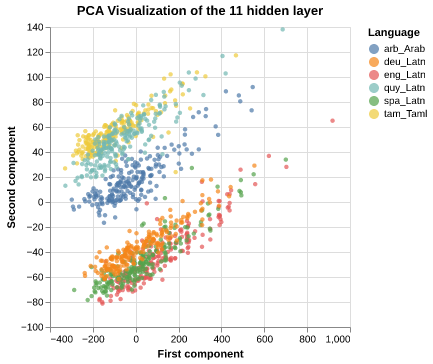 PCA Visualization of the 11 hidden layer
Language
arb_Arab
deu_Latn
eng_Latn
quy_Latn
spa_Latn
tam_Taml
Second component
140
120
100
80
60
40
20
0
−20
−40
−60
−80
−100
−400 −200 0 200 400 600 800 1,000
First component